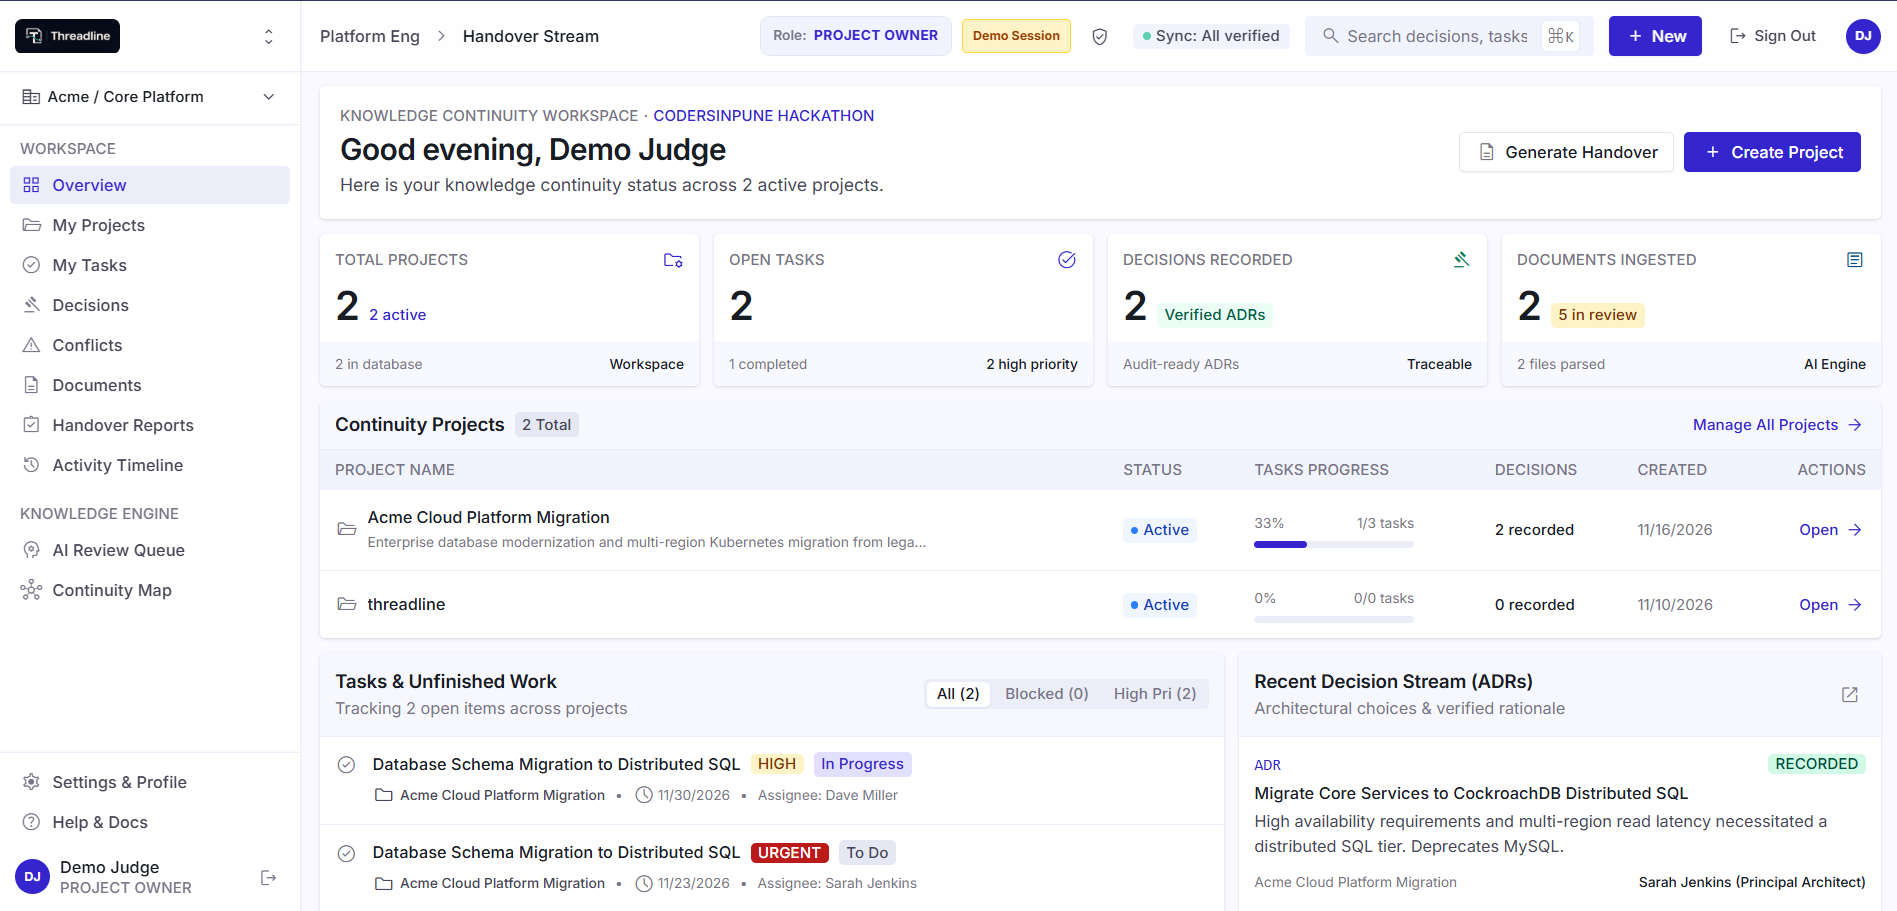 Threadline
Platform Eng > Handover Stream
Role: PROJECT OWNER
Demo Session
Sync: All verified
Search decisions, tasks
⌘K
+ New
Sign Out
DJ
Acme / Core Platform
WORKSPACE
Overview
My Projects
My Tasks
Decisions
Conflicts
Documents
Handover Reports
Activity Timeline
KNOWLEDGE ENGINE
AI Review Queue
Continuity Map
Settings & Profile
Help & Docs
DJ
Demo Judge
PROJECT OWNER
KNOWLEDGE CONTINUITY WORKSPACE · CODERSINPUNE HACKATHON
Good evening, Demo Judge
Here is your knowledge continuity status across 2 active projects.
Generate Handover
+ Create Project
TOTAL PROJECTS
2 2 active
2 in database Workspace
OPEN TASKS
2
1 completed 2 high priority
DECISIONS RECORDED
2 Verified ADRs
Audit-ready ADRs Traceable
DOCUMENTS INGESTED
2 5 in review
2 files parsed AI Engine
Continuity Projects 2 Total
Manage All Projects →
PROJECT NAME STATUS TASKS PROGRESS DECISIONS CREATED ACTIONS
Acme Cloud Platform Migration
Enterprise database modernization and multi-region Kubernetes migration from lega...
Active
33% 1/3 tasks
2 recorded
11/16/2026
Open →
threadline
Active
0% 0/0 tasks
0 recorded
11/10/2026
Open →
Tasks & Unfinished Work
Tracking 2 open items across projects
All (2) Blocked (0) High Pri (2)
Database Schema Migration to Distributed SQL HIGH In Progress
Acme Cloud Platform Migration • 11/30/2026 • Assignee: Dave Miller
Database Schema Migration to Distributed SQL URGENT To Do
Acme Cloud Platform Migration • 11/23/2026 • Assignee: Sarah Jenkins
Recent Decision Stream (ADRs)
Architectural choices & verified rationale
ADR RECORDED
Migrate Core Services to CockroachDB Distributed SQL
High availability requirements and multi-region read latency necessitated a
distributed SQL tier. Deprecates MySQL.
Acme Cloud Platform Migration Sarah Jenkins (Principal Architect)